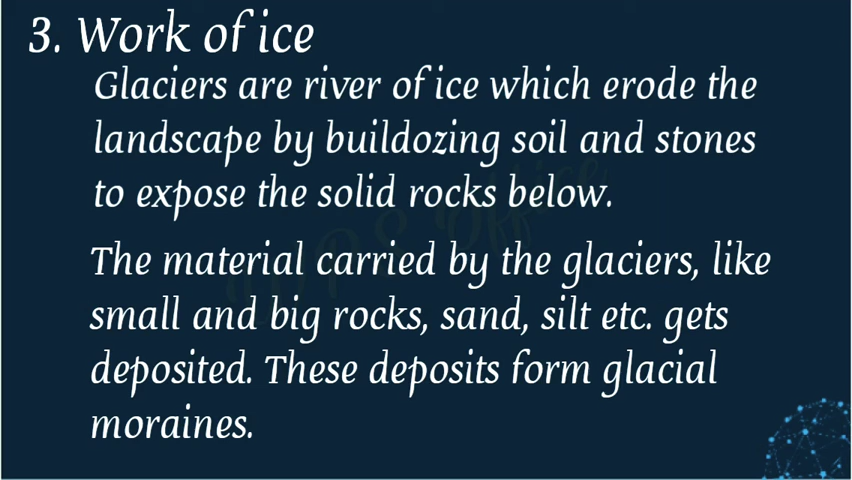 3. Work of ice
Glaciers are river of ice which erode the
landscape by buildozing soil and stones
to expose the solid rocks below.
The material carried by the glaciers, like
small and big rocks, sand, silt etc. gets
deposited. These deposits form glacial
moraines.